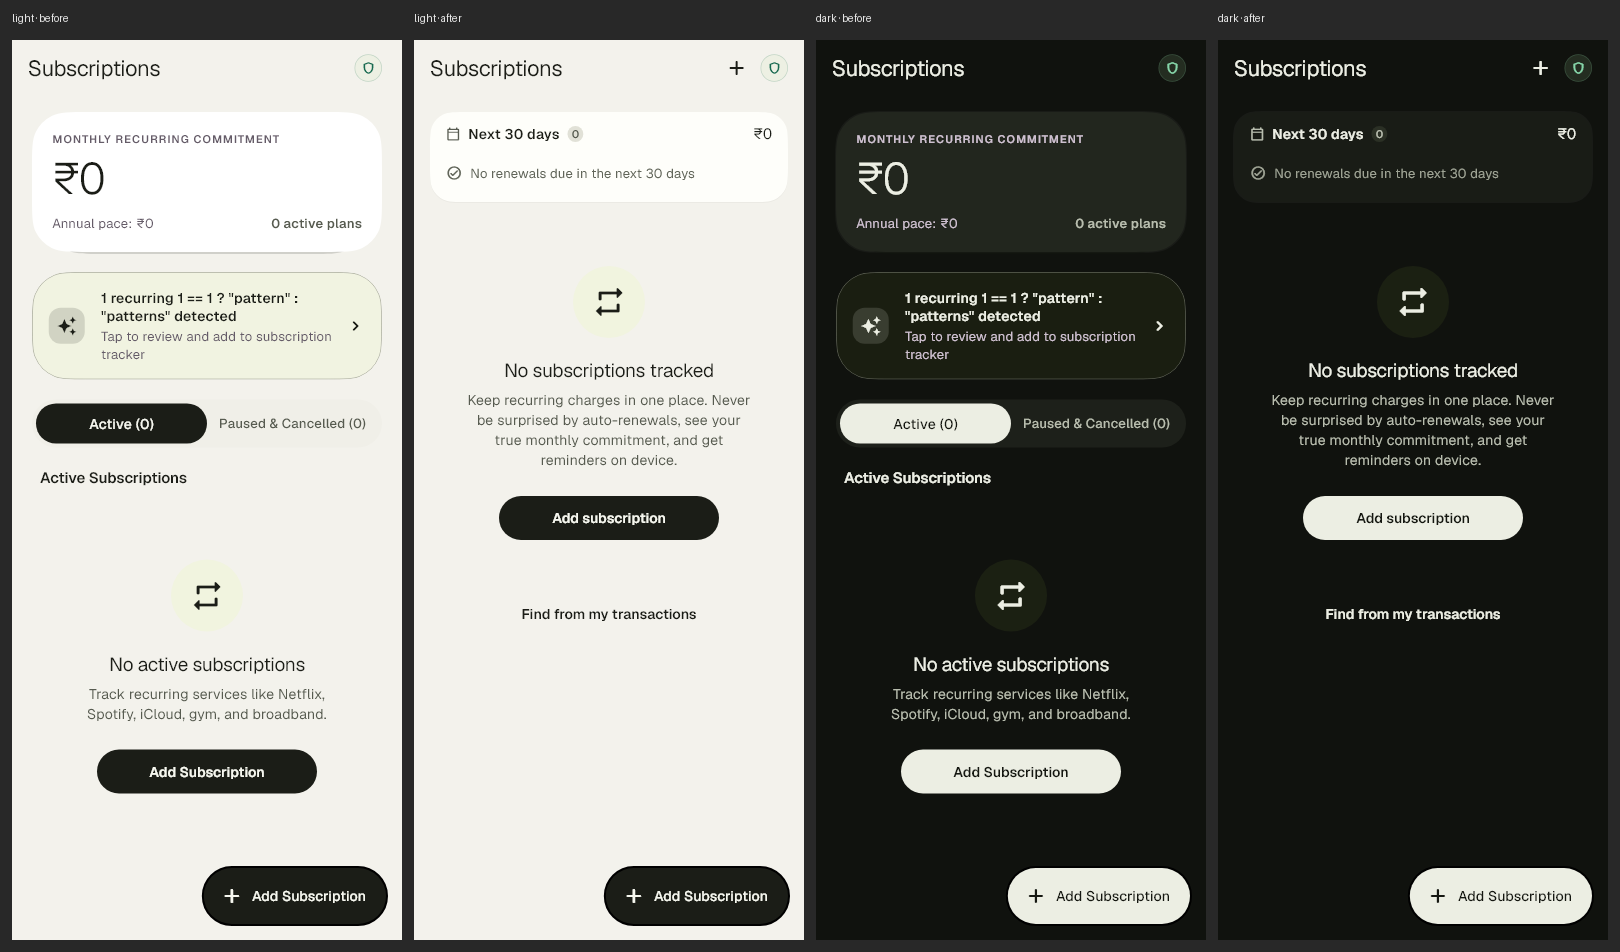 light·before
Subscriptions
MONTHLY RECURRING COMMITMENT
₹0
Annual pace: ₹0
0 active plans
1 recurring 1 == 1 ? "pattern" :
"patterns" detected
Tap to review and add to subscription
tracker
Active (0)
Paused & Cancelled (0)
Active Subscriptions
No active subscriptions
Track recurring services like Netflix,
Spotify, iCloud, gym, and broadband.
Add Subscription
+ Add Subscription
light·after
Subscriptions
+
Next 30 days 0
₹0
No renewals due in the next 30 days
No subscriptions tracked
Keep recurring charges in one place. Never
be surprised by auto-renewals, see your
true monthly commitment, and get
reminders on device.
Add subscription
Find from my transactions
+ Add Subscription
dark·before
Subscriptions
MONTHLY RECURRING COMMITMENT
₹0
Annual pace: ₹0
0 active plans
1 recurring 1 == 1 ? "pattern" :
"patterns" detected
Tap to review and add to subscription
tracker
Active (0)
Paused & Cancelled (0)
Active Subscriptions
No active subscriptions
Track recurring services like Netflix,
Spotify, iCloud, gym, and broadband.
Add Subscription
+ Add Subscription
dark·after
Subscriptions
+
Next 30 days 0
₹0
No renewals due in the next 30 days
No subscriptions tracked
Keep recurring charges in one place. Never
be surprised by auto-renewals, see your
true monthly commitment, and get
reminders on device.
Add subscription
Find from my transactions
+ Add Subscription